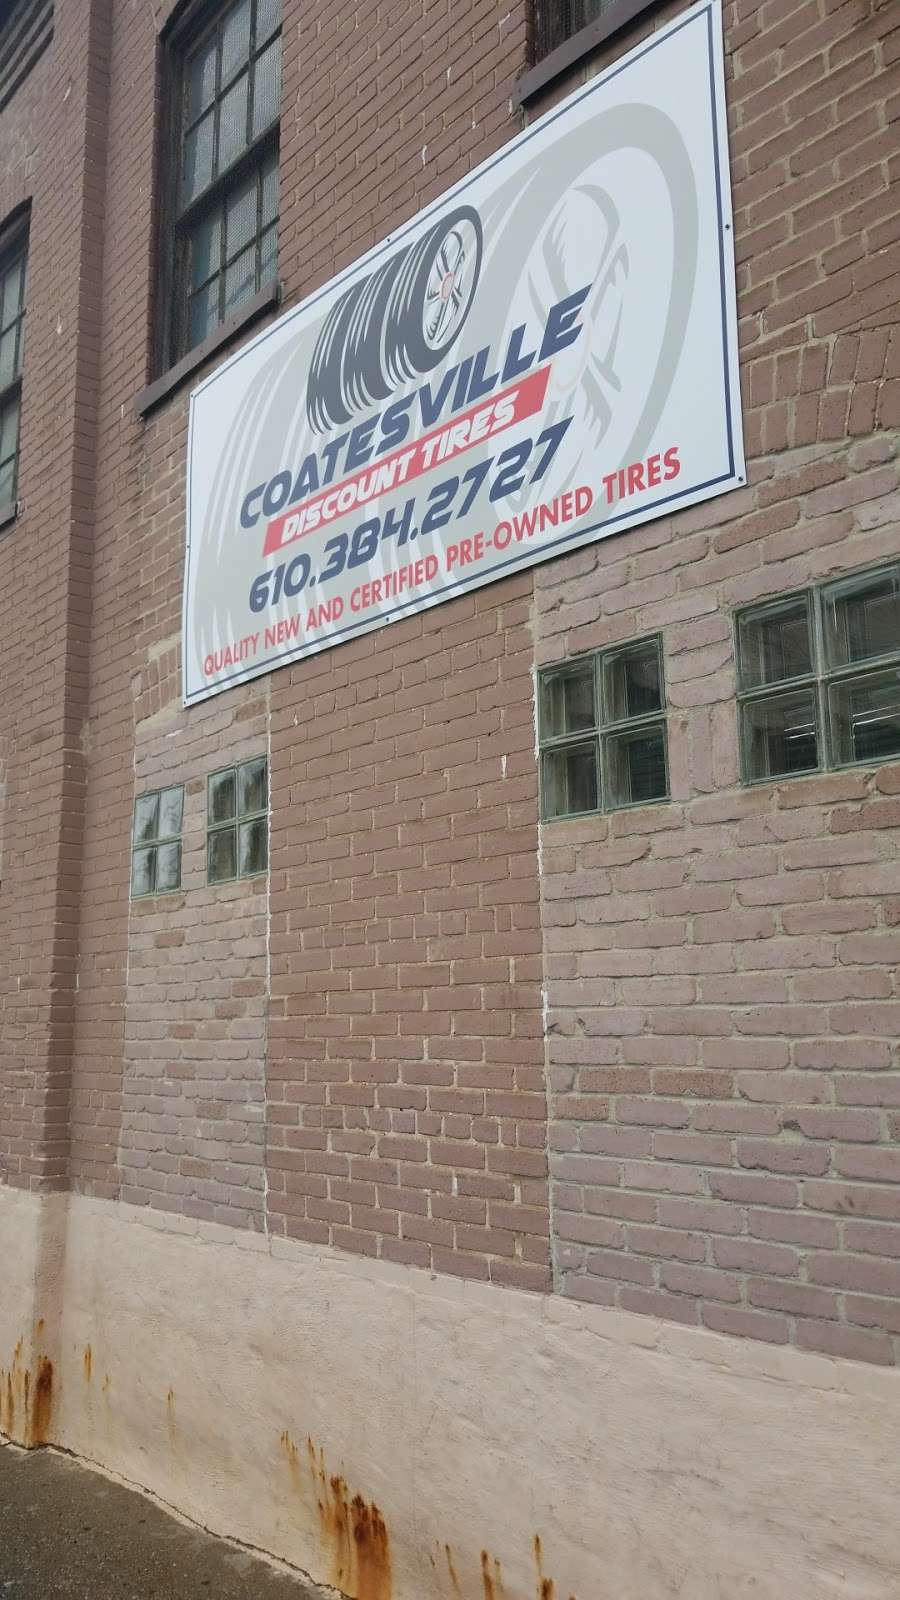 COATESVILLE
DISCOUNT TIRES
610.384.2727
QUALITY NEW AND CERTIFIED PRE-OWNED TIRES